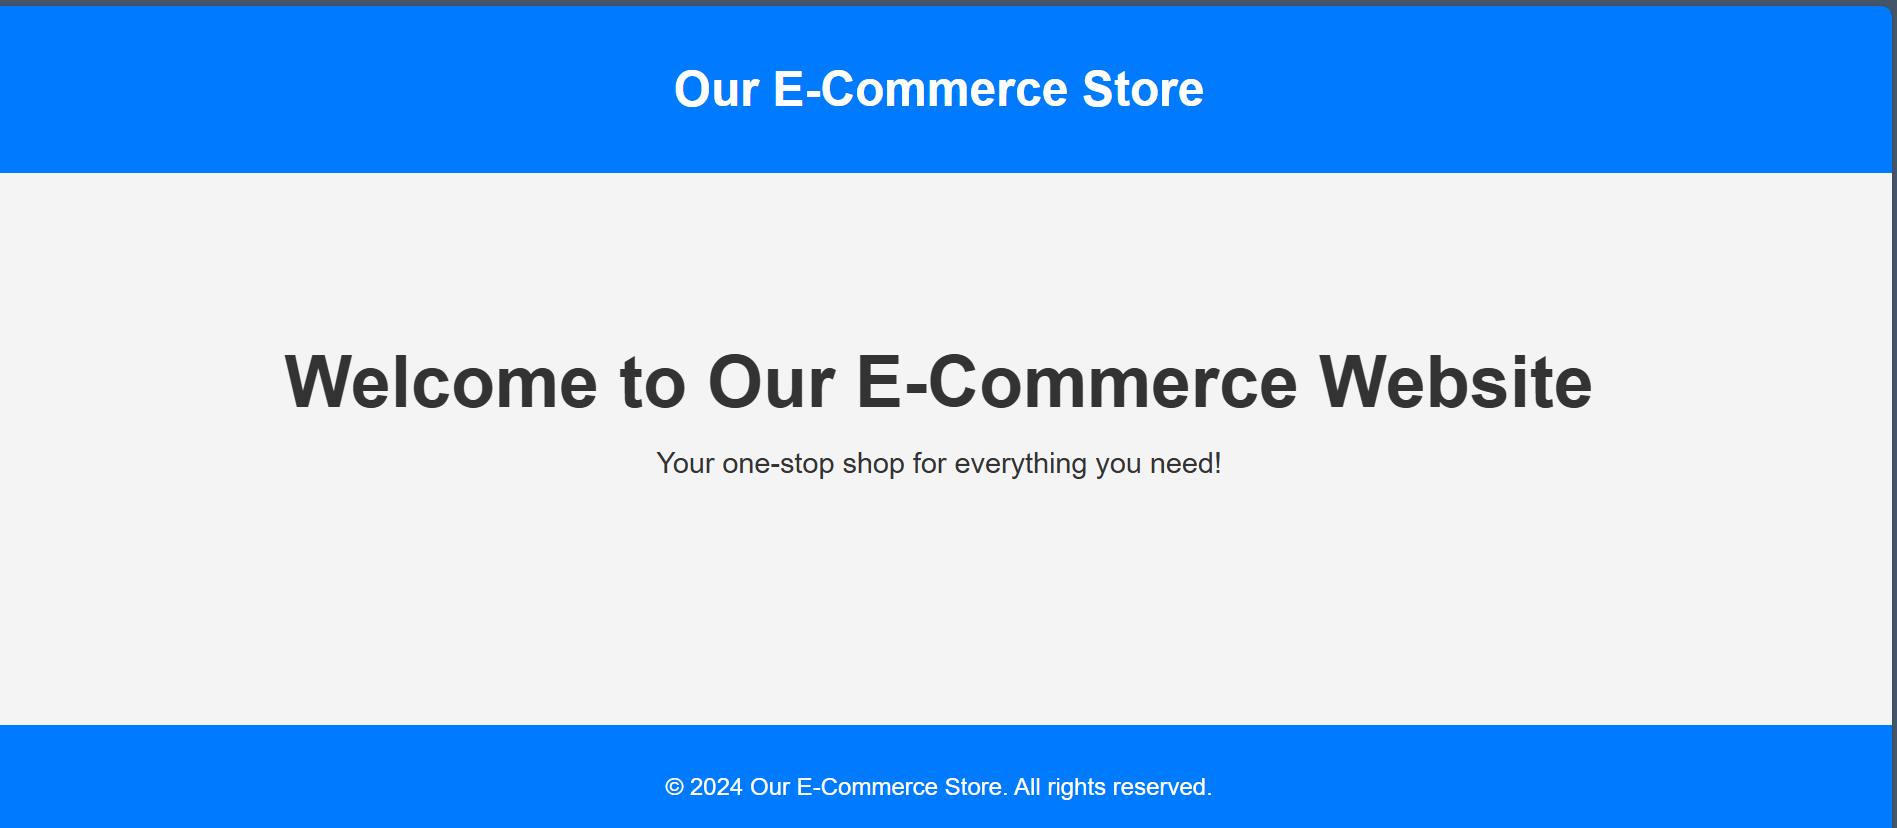 Our E-Commerce Store
Welcome to Our E-Commerce Website
Your one-stop shop for everything you need!
© 2024 Our E-Commerce Store. All rights reserved.